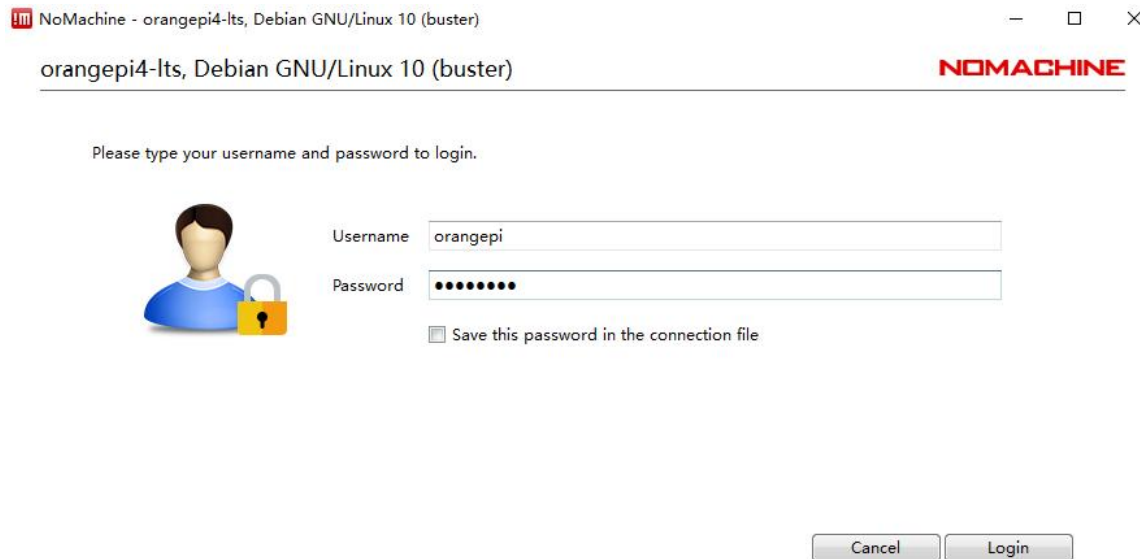 !M NoMachine - orangepi4-lts, Debian GNU/Linux 10 (buster)
orangepi4-lts, Debian GNU/Linux 10 (buster) NOMACHINE
Please type your username and password to login.
Username orangepi
Password ●●●●●●●●
Save this password in the connection file
Cancel Login